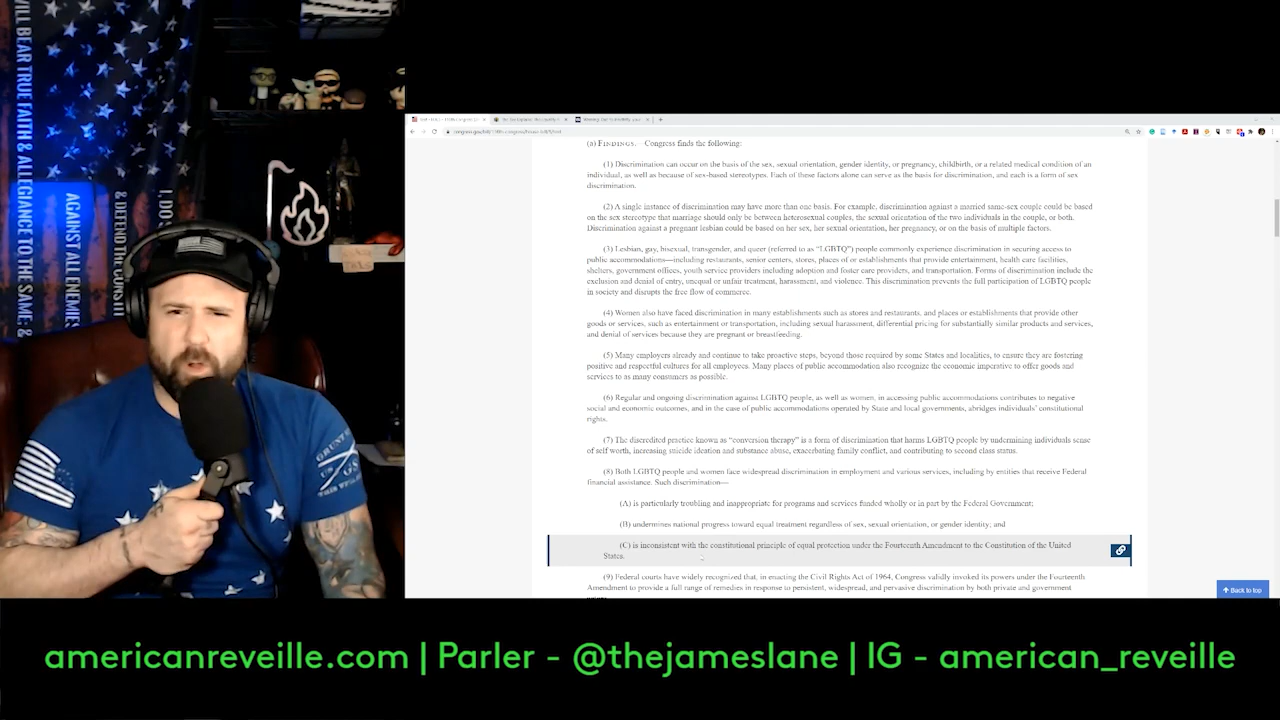 WILL BEAR TRUE FAITH & ALLEGIANCE TO THE SAME; &
AGAINST ALL ENEMIES
& DEFEND THE CONSTI
I, DO
(a) FINDINGS.—Congress finds the following:
(1) Discrimination can occur on the basis of the sex, sexual orientation, gender identity, or pregnancy, childbirth, or a related medical condition of an
individual, as well as because of sex-based stereotypes. Each of these factors alone can serve as the basis for discrimination, and each is a form of sex
discrimination.
(2) A single instance of discrimination may have more than one basis. For example, discrimination against a married same-sex couple could be based
on the sex stereotype that marriage should only be between heterosexual couples, the sexual orientation of the two individuals in the couple, or both.
Discrimination against a pregnant lesbian could be based on her sex, her sexual orientation, her pregnancy, or on the basis of multiple factors.
(3) Lesbian, gay, bisexual, transgender, and queer (referred to as “LGBTQ”) people commonly experience discrimination in securing access to
public accommodations—including restaurants, senior centers, stores, places of or establishments that provide entertainment, health care facilities,
shelters, government offices, youth service providers including adoption and foster care providers, and transportation. Forms of discrimination include the
exclusion and denial of entry, unequal or unfair treatment, harassment, and violence. This discrimination prevents the full participation of LGBTQ people
in society and disrupts the free flow of commerce.
(4) Women also have faced discrimination in many establishments such as stores and restaurants, and places or establishments that provide other
goods or services, such as entertainment or transportation, including sexual harassment, differential pricing for substantially similar products and services,
and denial of services because they are pregnant or breastfeeding.
(5) Many employers already and continue to take proactive steps, beyond those required by some States and localities, to ensure they are fostering
positive and respectful cultures for all employees. Many places of public accommodation also recognize the economic imperative to offer goods and
services to as many consumers as possible.
(6) Regular and ongoing discrimination against LGBTQ people, as well as women, in accessing public accommodations contributes to negative
social and economic outcomes, and in the case of public accommodations operated by State and local governments, abridges individuals’ constitutional
rights.
(7) The discredited practice known as “conversion therapy” is a form of discrimination that harms LGBTQ people by undermining individuals sense
of self worth, increasing suicide ideation and substance abuse, exacerbating family conflict, and contributing to second class status.
(8) Both LGBTQ people and women face widespread discrimination in employment and various services, including by entities that receive Federal
financial assistance. Such discrimination—
(A) is particularly troubling and inappropriate for programs and services funded wholly or in part by the Federal Government;
(B) undermines national progress toward equal treatment regardless of sex, sexual orientation, or gender identity; and
(C) is inconsistent with the constitutional principle of equal protection under the Fourteenth Amendment to the Constitution of the United
States.
(9) Federal courts have widely recognized that, in enacting the Civil Rights Act of 1964, Congress validly invoked its powers under the Fourteenth
Amendment to provide a full range of remedies in response to persistent, widespread, and pervasive discrimination by both private and government
Back to top
americanreveille.com | Parler - @thejameslane | IG - american_reveille